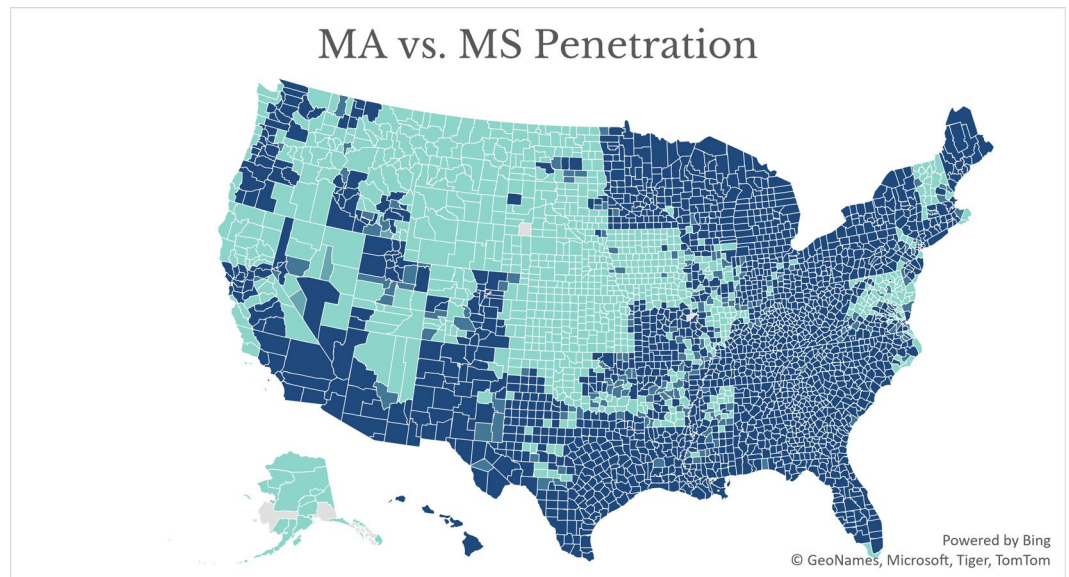 MA vs. MS Penetration
Powered by Bing
© GeoNames, Microsoft, Tiger, TomTom